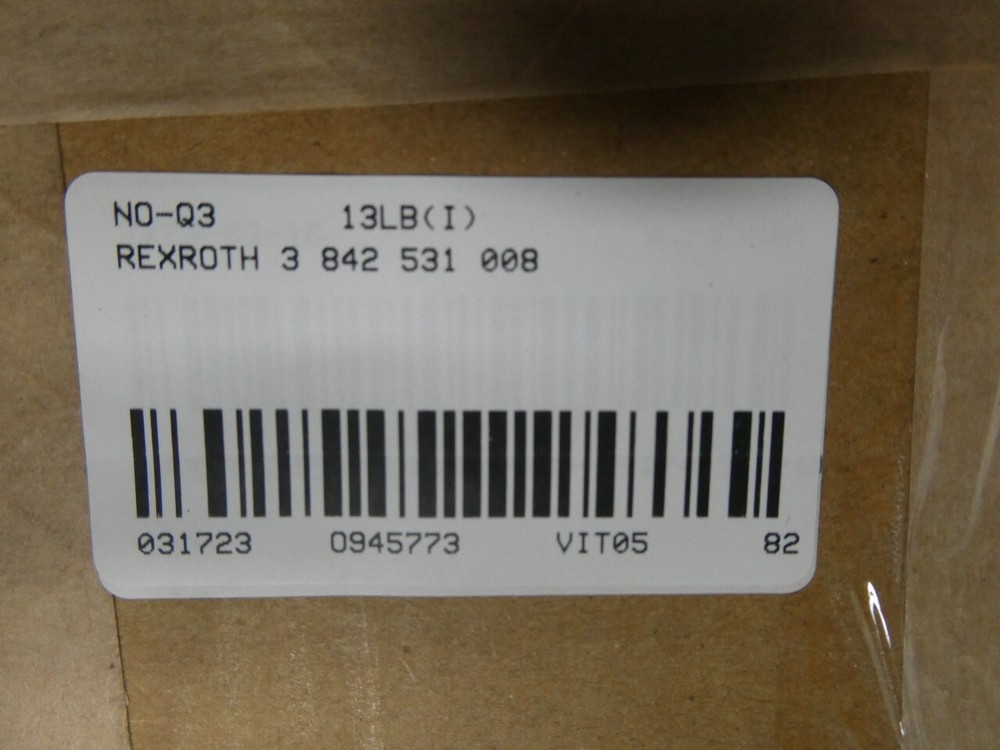 NO-Q3 13LB(I)
REXROTH 3 842 531 008
031723 0945773 VIT05 82